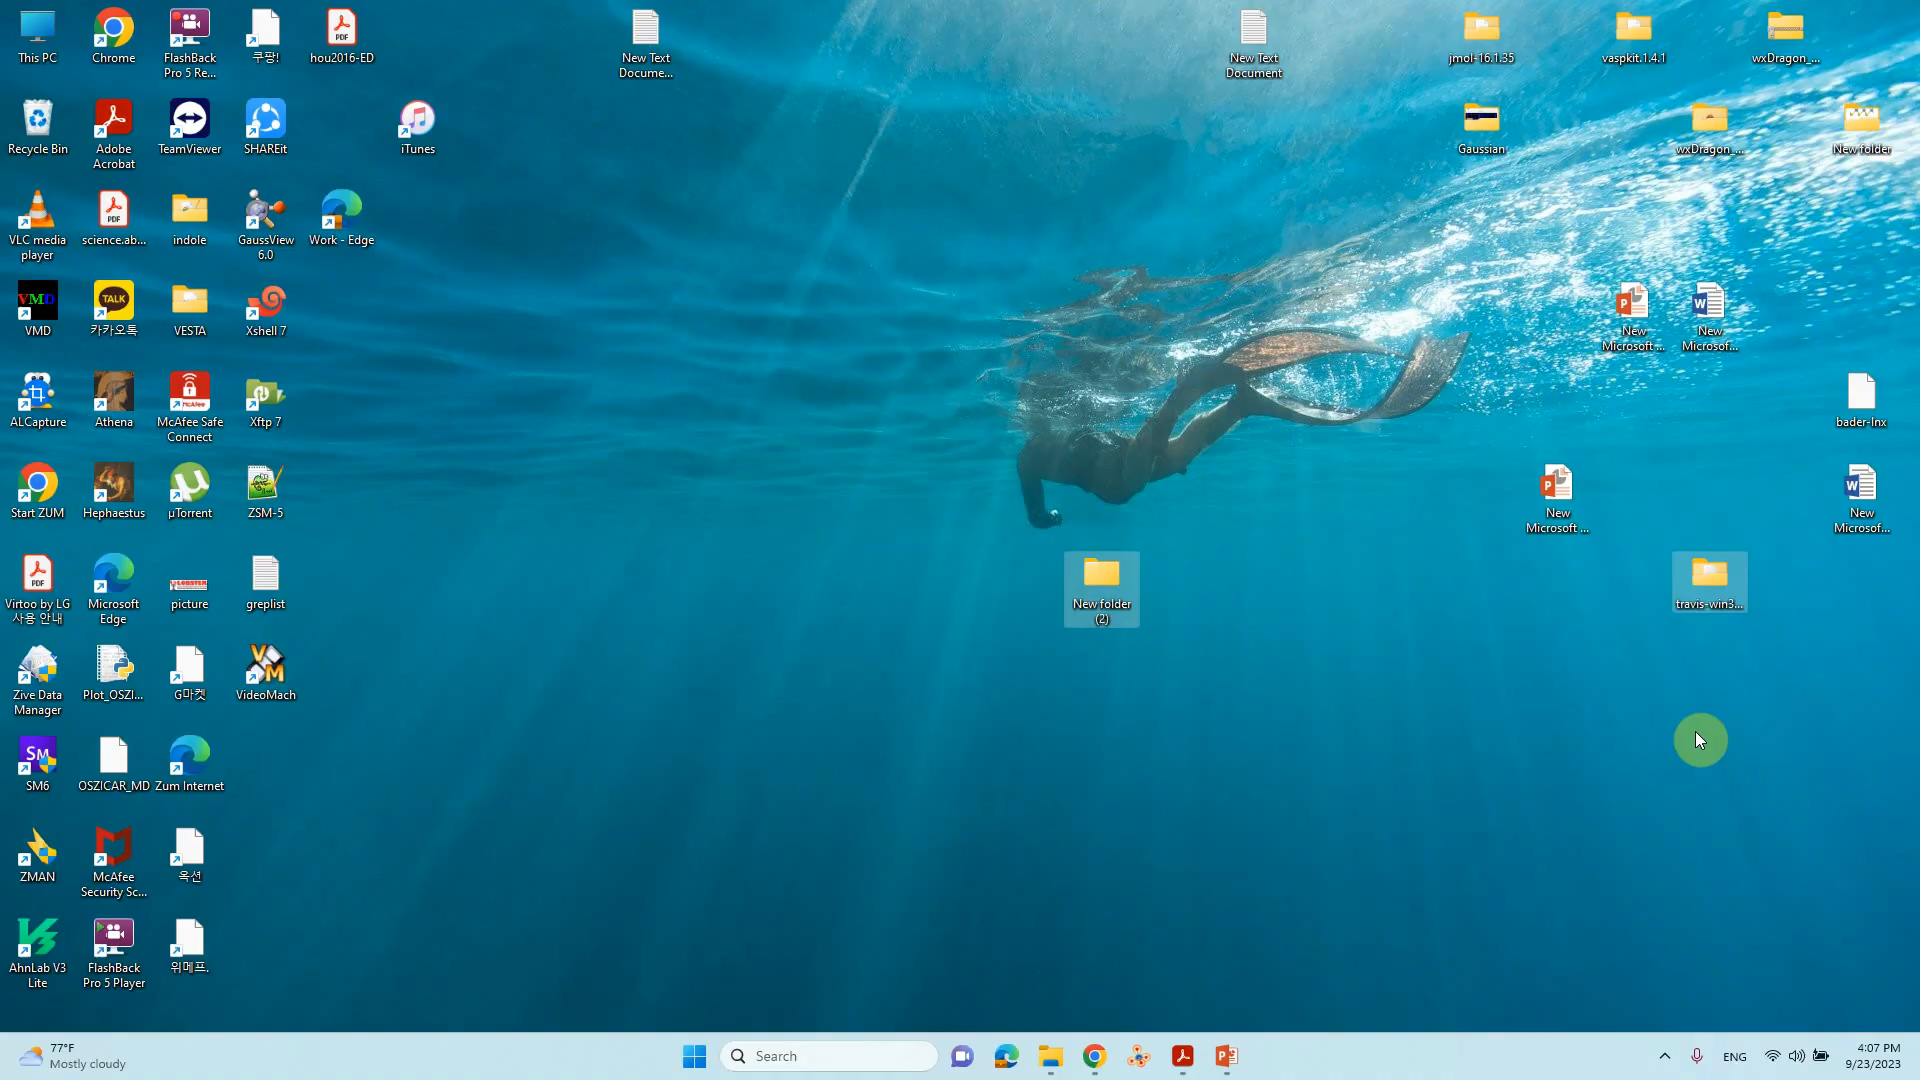 This PC
Chrome
FlashBack
Pro 5 Re...
쿠팡!
hou2016-ED
New Text
Docume...
New Text
Document
jmol-16.1.35
vaspkit.1.4.1
wxDragon_...
Recycle Bin
Adobe
Acrobat
TeamViewer
SHAREit
iTunes
Gaussian
wxDragon_...
New folder
VLC media
player
science.ab...
indole
GaussView
6.0
Work - Edge
VMD
카카오톡
VESTA
Xshell 7
New
Microsoft ...
New
Microsof...
ALCapture
Athena
McAfee Safe
Connect
Xftp 7
bader-lnx
Start ZUM
Hephaestus
µTorrent
ZSM-5
New
Microsoft ...
New
Microsof...
Virtoo by LG
사용 안내
Microsoft
Edge
picture
greplist
New folder
(2)
travis-win3...
Zive Data
Manager
Plot_OSZI...
G마켓
VideoMach
SM6
OSZICAR_MD
Zum Internet
ZMAN
McAfee
Security Sc...
옥션
AhnLab V3
Lite
FlashBack
Pro 5 Player
위메프.
77°F
Mostly cloudy
Search
ENG
4:07 PM
9/23/2023